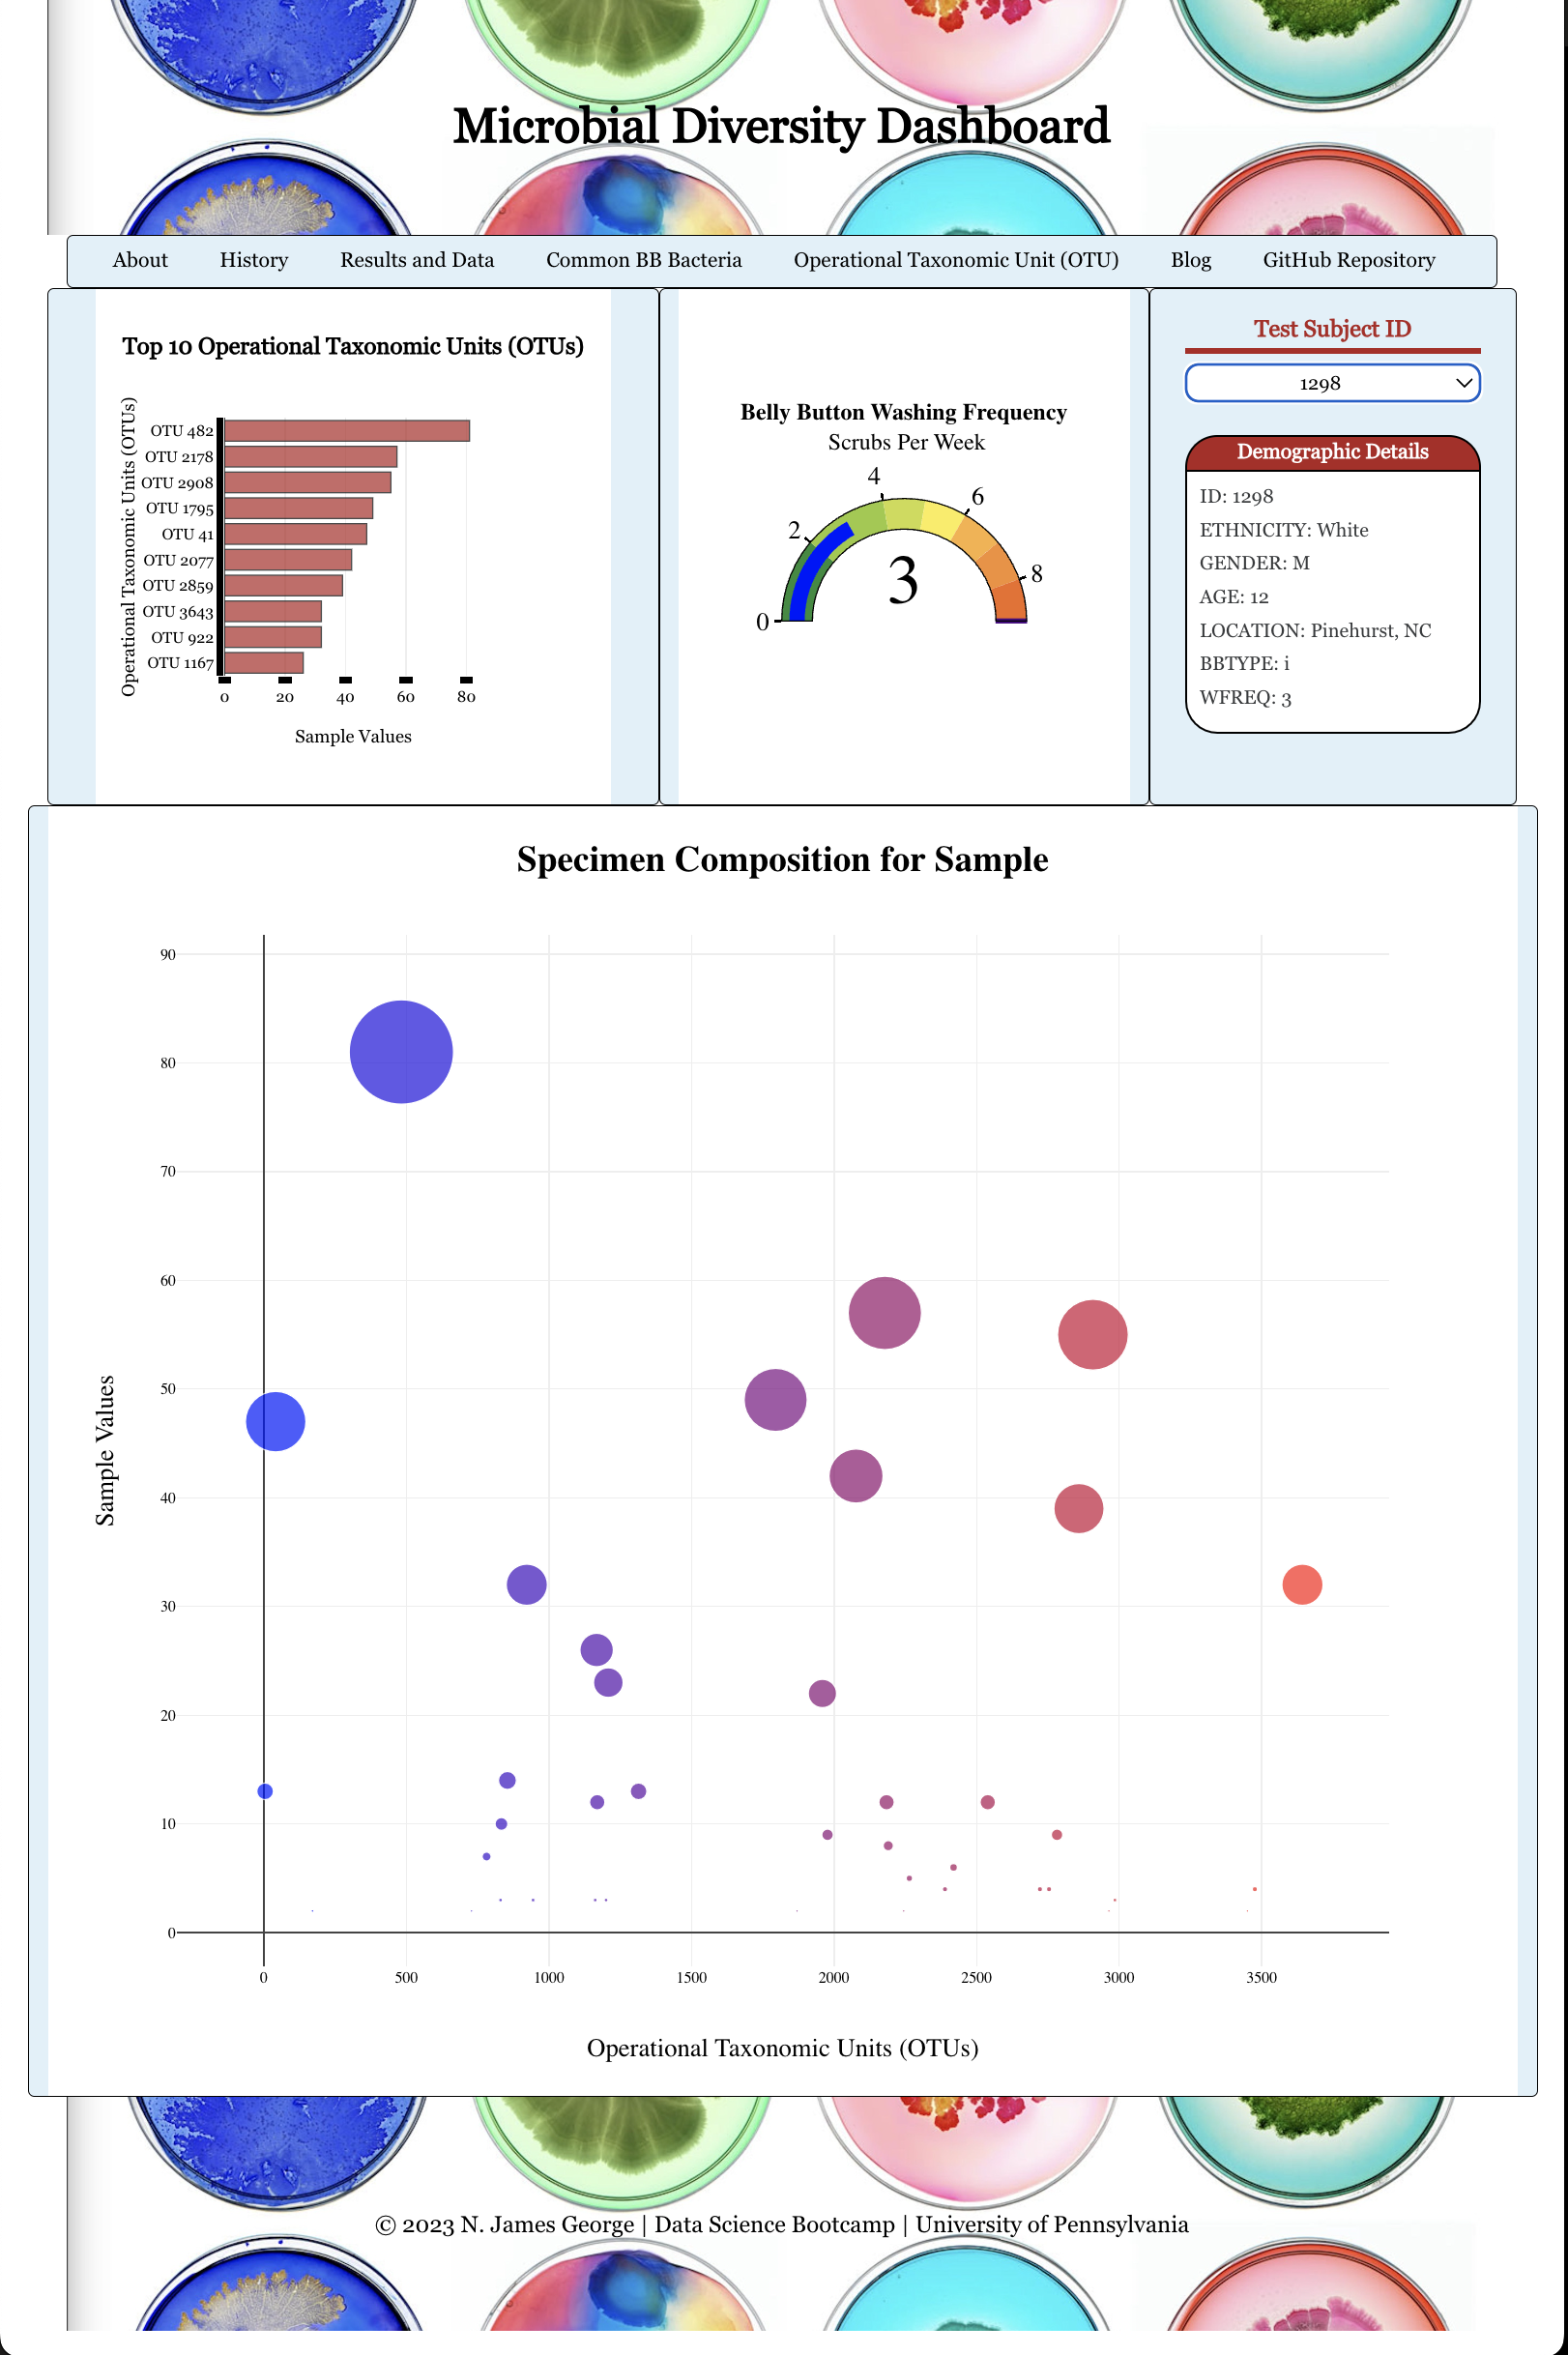 Microbial Diversity Dashboard
About History Results and Data Common BB Bacteria Operational Taxonomic Unit (OTU) Blog GitHub Repository
Top 10 Operational Taxonomic Units (OTUs)
Operational Taxonomic Units (OTUs)
OTU 482
OTU 2178
OTU 2908
OTU 1795
OTU 41
OTU 2077
OTU 2859
OTU 3643
OTU 922
OTU 1167
0 20 40 60 80
Sample Values
Belly Button Washing Frequency
Scrubs Per Week
0 2 4 6 8
3
Test Subject ID
1298
Demographic Details
ID: 1298
ETHNICITY: White
GENDER: M
AGE: 12
LOCATION: Pinehurst, NC
BBTYPE: i
WFREQ: 3
Specimen Composition for Sample
Sample Values
90
80
70
60
50
40
30
20
10
0
0 500 1000 1500 2000 2500 3000 3500
Operational Taxonomic Units (OTUs)
© 2023 N. James George | Data Science Bootcamp | University of Pennsylvania